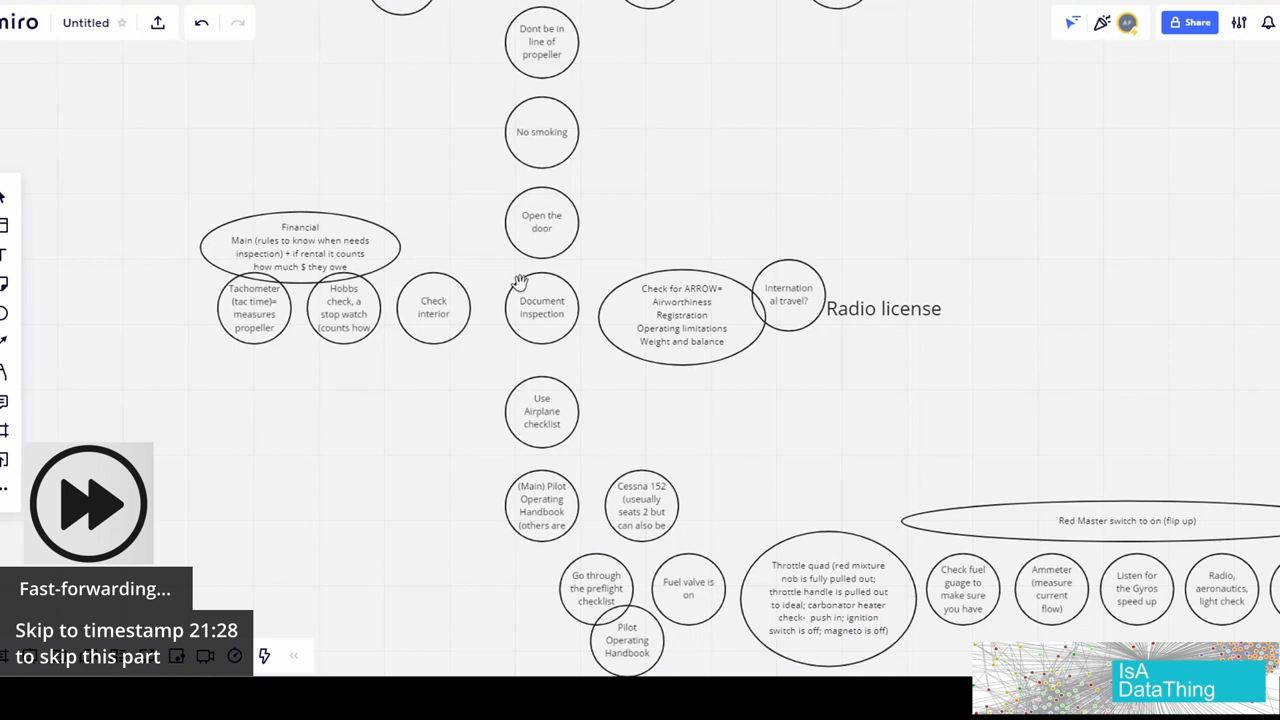 miro
Untitled
Share
AF
Dont be in
line of
propeller
No smoking
Open the
door
Financial
Main (rules to know when needs
inspection) + if rental it counts
how much $ they owe
Tachometer
(tac time)=
measures
propeller
Hobbs
check, a
stop watch
(counts how
Check
interior
Document
inspection
Check for ARROW=
Airworthiness
Registration
Operating limitations
Weight and balance
Internation
al travel?
Radio license
Use
Airplane
checklist
(Main) Pilot
Operating
Handbook
(others are
Cessna 152
(useually
seats 2 but
can also be
Red Master switch to on (flip up)
Go through
the preflight
checklist
Fuel valve is
on
Throttle quad (red mixture
nob is fully pulled out;
throttle handle is pulled out
to ideal; carbonator heater
check- push in; ignition
switch is off; magneto is off)
Check fuel
guage to
make sure
you have
Ammeter
(measure
current
flow)
Listen for
the Gyros
speed up
Radio,
aeronautics,
light check
Pilot
Operating
Handbook
Fast-forwarding...
Skip to timestamp 21:28
to skip this part
IsA
DataThing